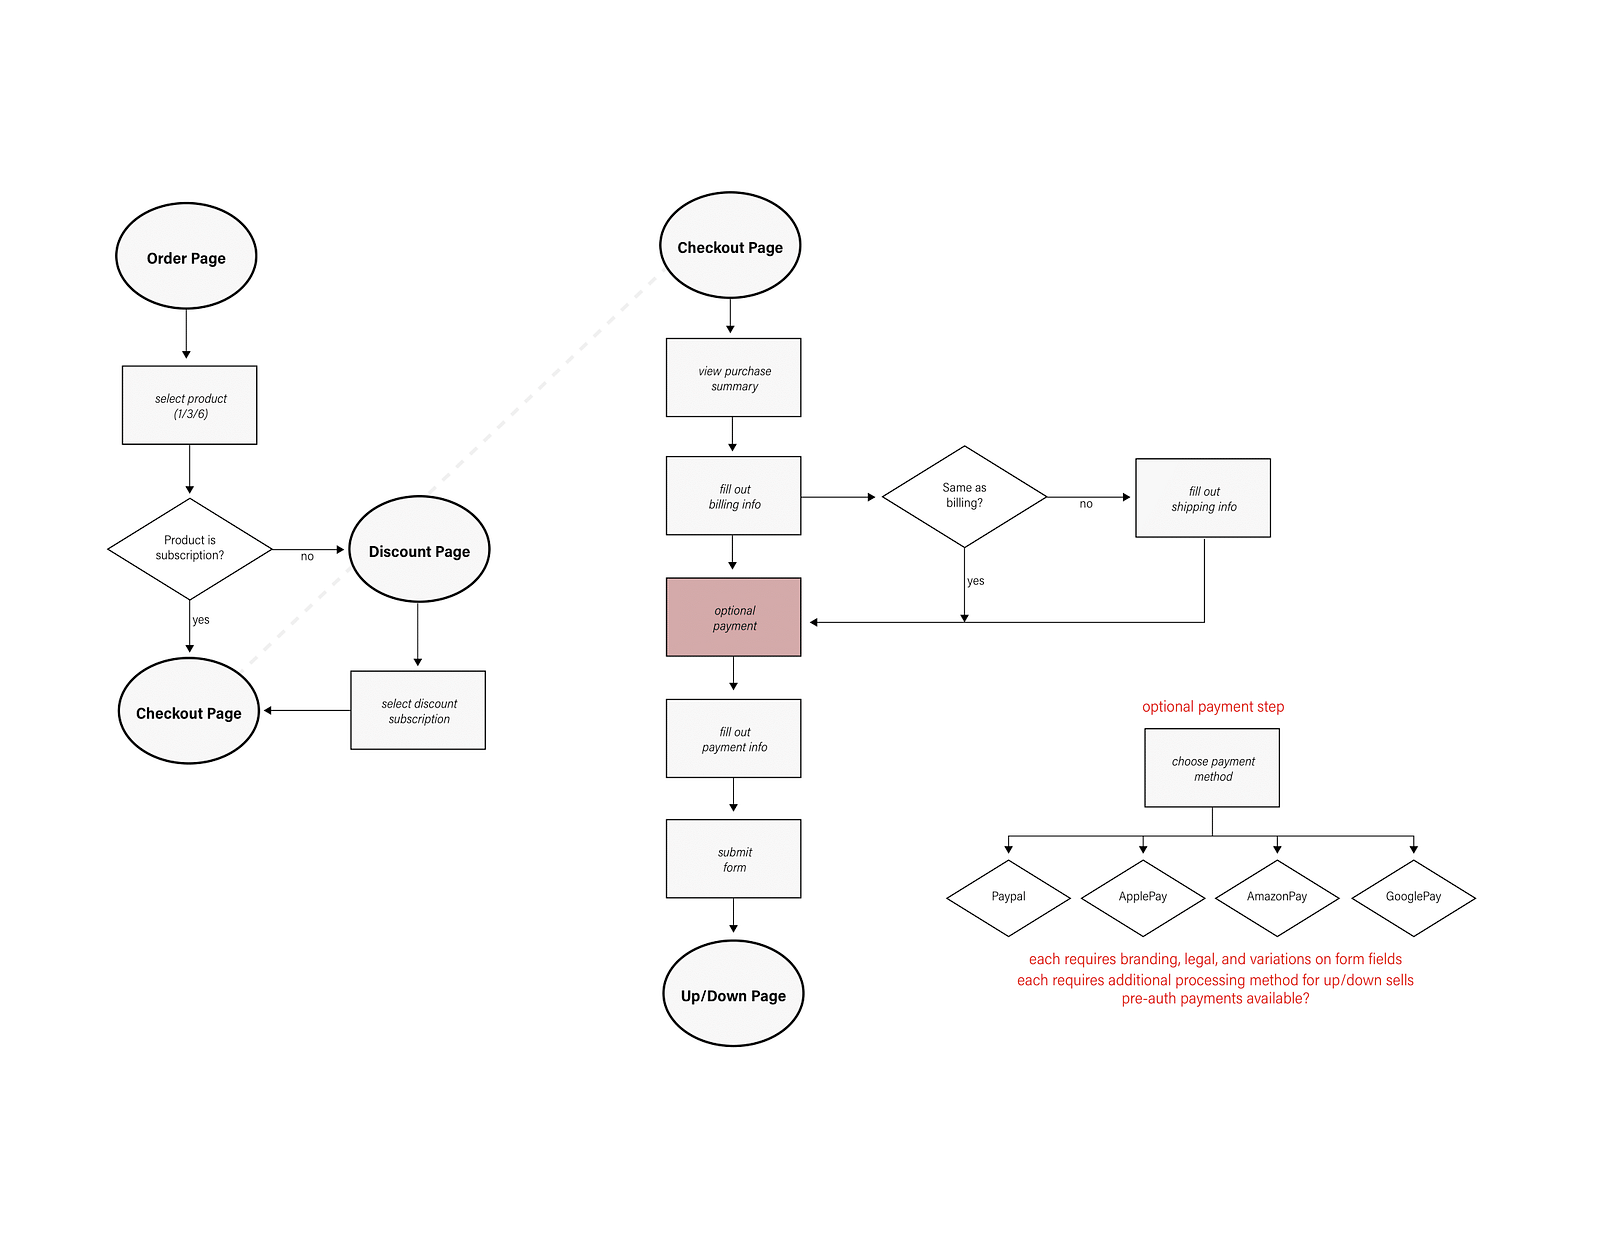 Order Page
select product
(1/3/6)
Product is
subscription?
no
yes
Discount Page
select discount
subscription
Checkout Page
Checkout Page
view purchase
summary
fill out
billing info
Same as
billing?
no
yes
fill out
shipping info
optional
payment
fill out
payment info
submit
form
Up/Down Page
optional payment step
choose payment
method
Paypal
ApplePay
AmazonPay
GooglePay
each requires branding, legal, and variations on form fields
each requires additional processing method for up/down sells
pre-auth payments available?